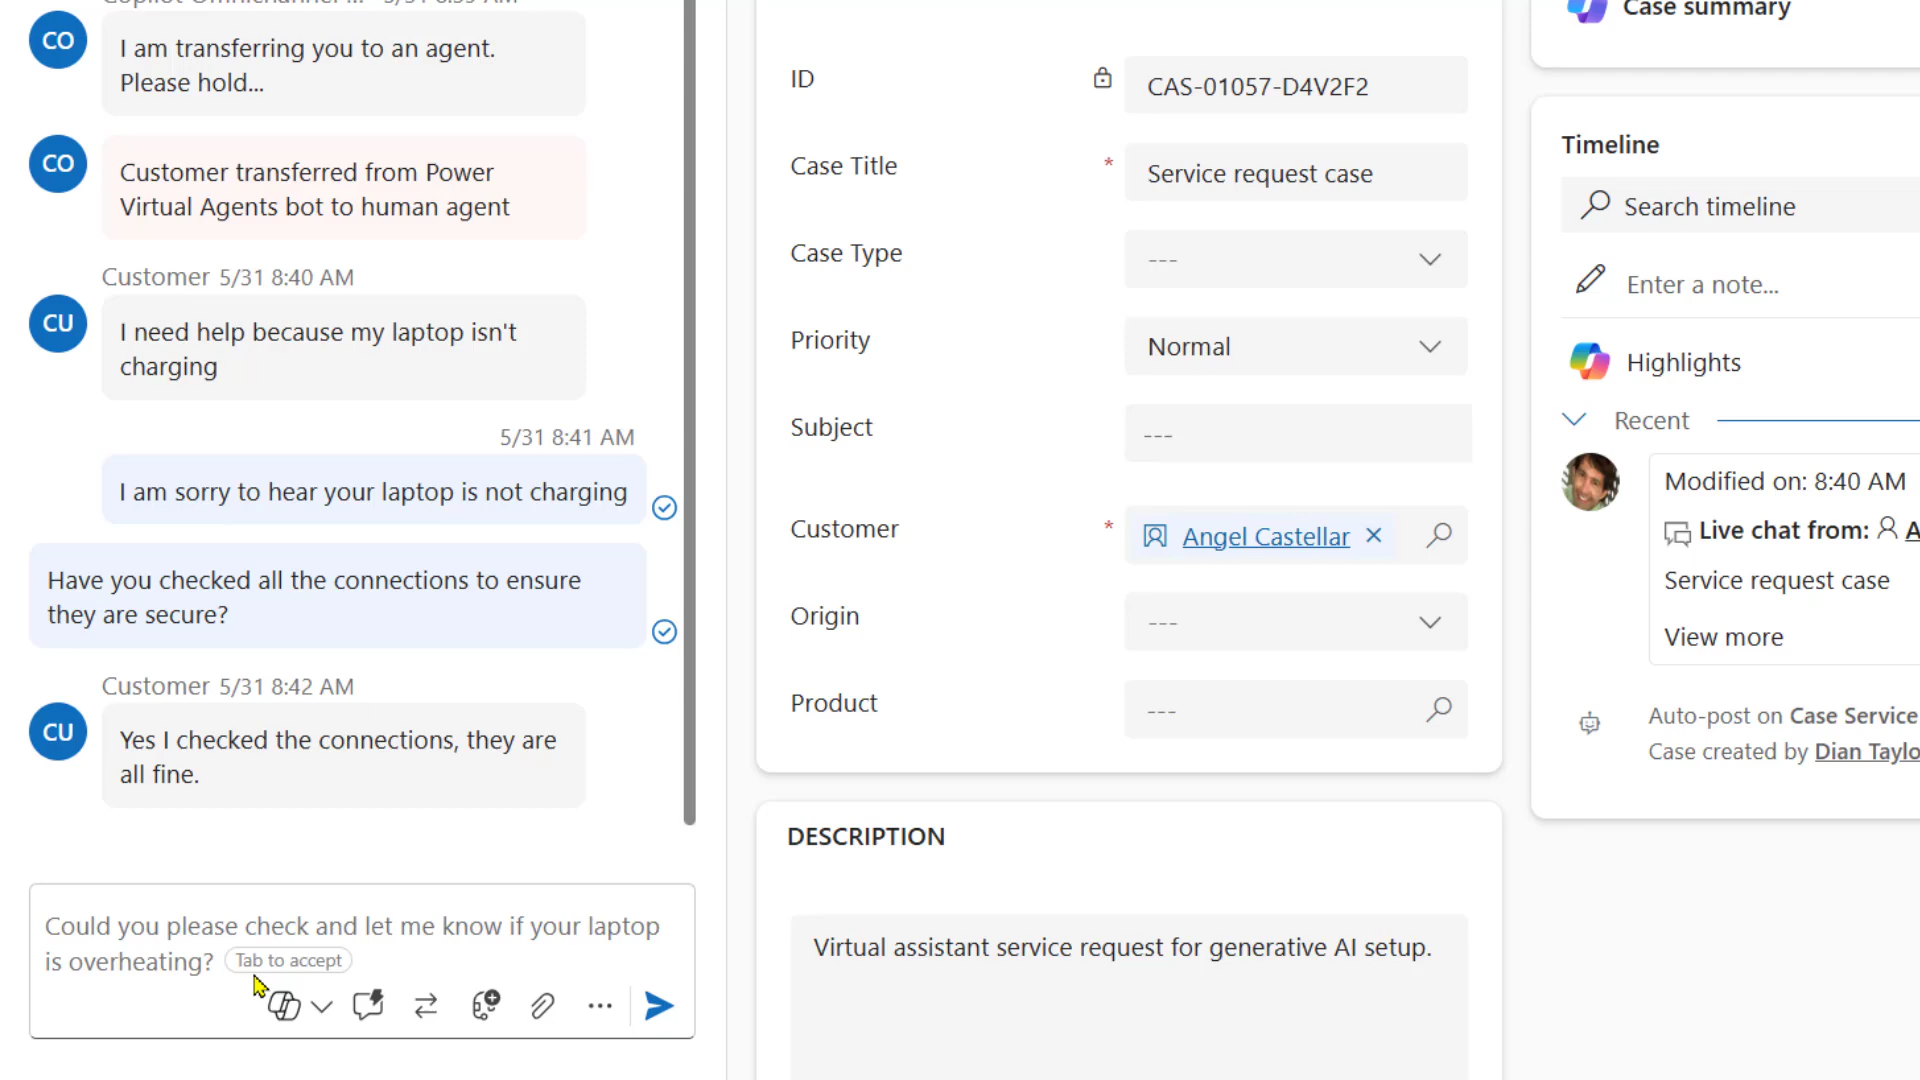 CO
I am transferring you to an agent.
Please hold...
CO
Customer transferred from Power
Virtual Agents bot to human agent
Customer 5/31 8:40 AM
CU
I need help because my laptop isn't
charging
5/31 8:41 AM
I am sorry to hear your laptop is not charging
Have you checked all the connections to ensure
they are secure?
Customer 5/31 8:42 AM
CU
Yes I checked the connections, they are
all fine.
Could you please check and let me know if your laptop
is overheating? Tab to accept
ID
CAS-01057-D4V2F2
Case Title
*
Service request case
Case Type
---
Priority
Normal
Subject
---
Customer
*
Angel Castellar
Origin
---
Product
---
DESCRIPTION
Virtual assistant service request for generative AI setup.
Case summary
Timeline
Search timeline
Enter a note...
Highlights
Recent
Modified on: 8:40 AM
Live chat from: A
Service request case
View more
Auto-post on Case Service
Case created by Dian Taylo